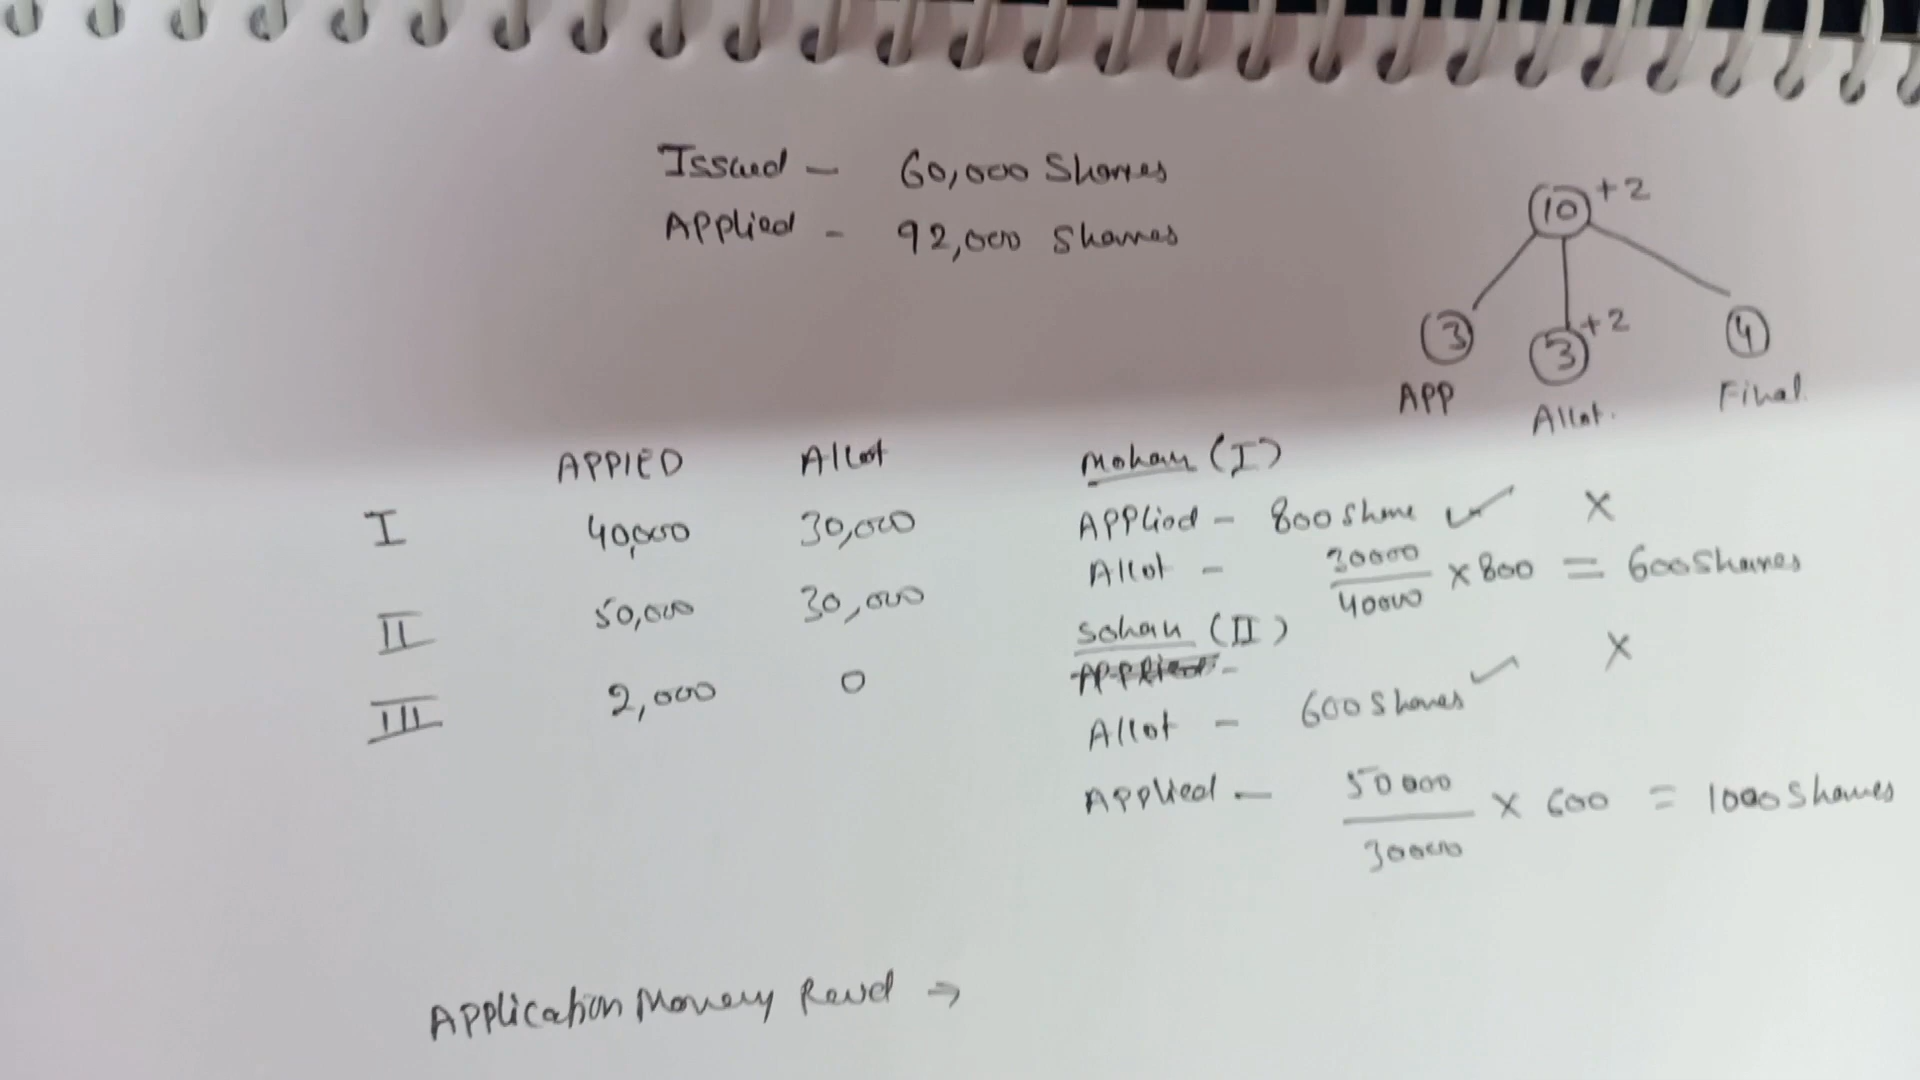 Issued - 60,000 Shares
Applied - 92,000 Shares
10 +2
3 3 +2 4
APP Allot. Final.
APPIED Allot
I 40,000 30,000
II 50,000 30,000
III 2,000 0
Mohan (I)
Applied - 800 Share ✓ X
Allot - 30000/40000 x 800 = 600 Shares
Sohan (II)
Applied -
Allot - 600 Shares ✓ X
Applied - 50000/30000 x 600 = 1000 Shares
Application Money Recvd →